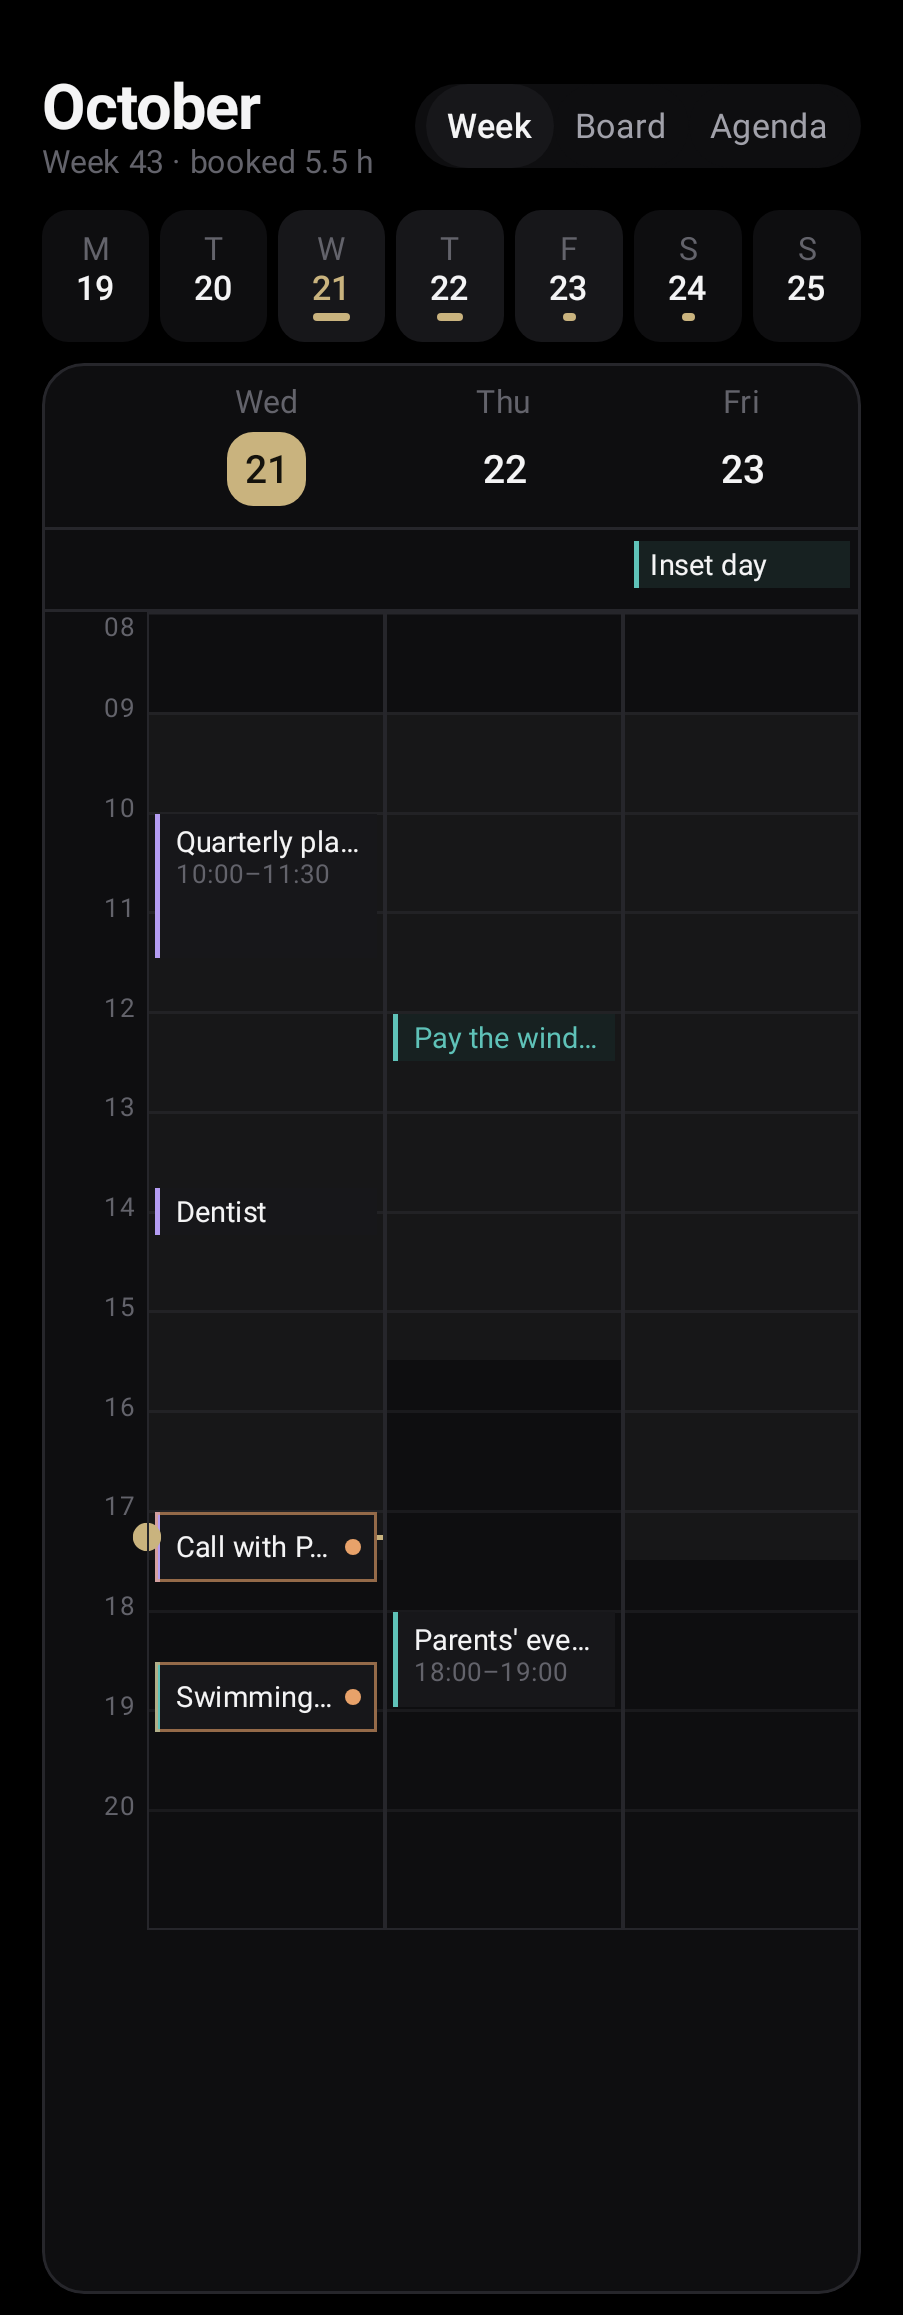 October
Week 43 · booked 5.5 h
Week Board Agenda
M T W T F S S
19 20 21 22 23 24 25
Wed Thu Fri
21 22 23
Inset day
08
09
10
Quarterly pla…
10:00–11:30
11
12
Pay the wind…
13
14
Dentist
15
16
17
Call with P…
18
Parents' eve…
18:00–19:00
Swimming…
19
20